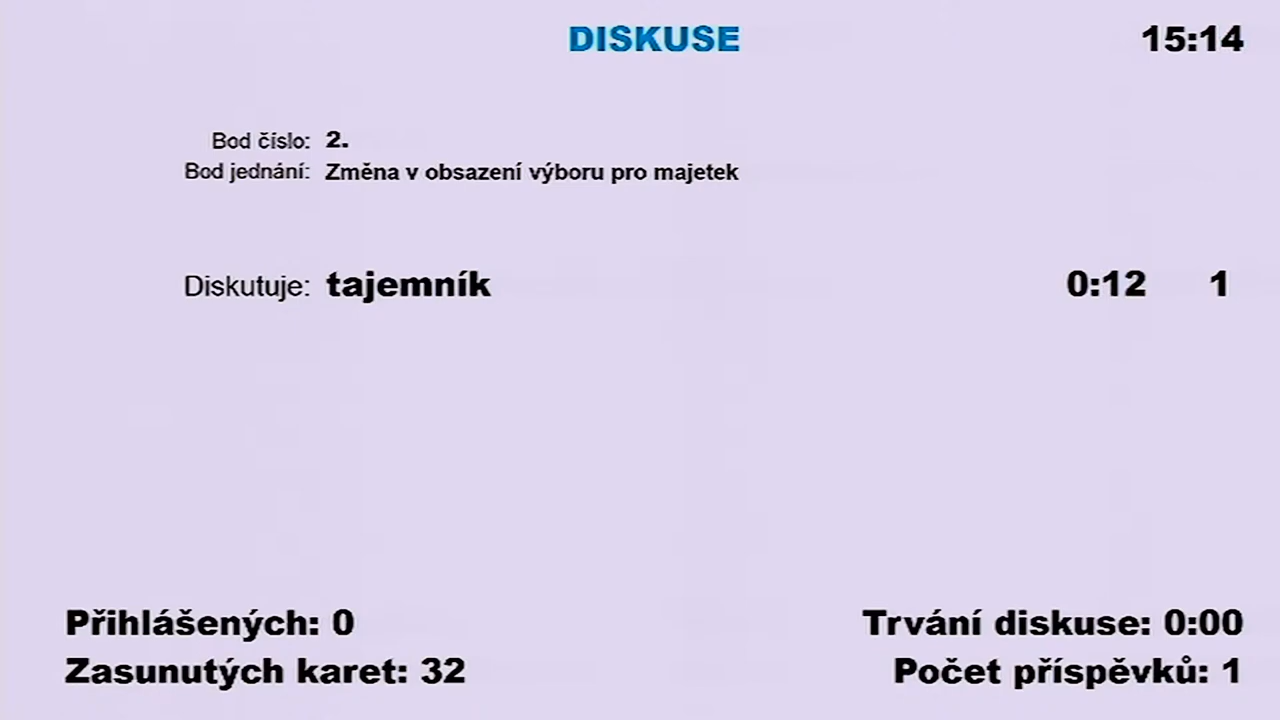 DISKUSE 15:14
Bod číslo: 2.
Bod jednání: Změna v obsazení výboru pro majetek
Diskutuje: tajemník 0:12 1
Přihlášených: 0 Trvání diskuse: 0:00
Zasunutých karet: 32 Počet příspěvků: 1